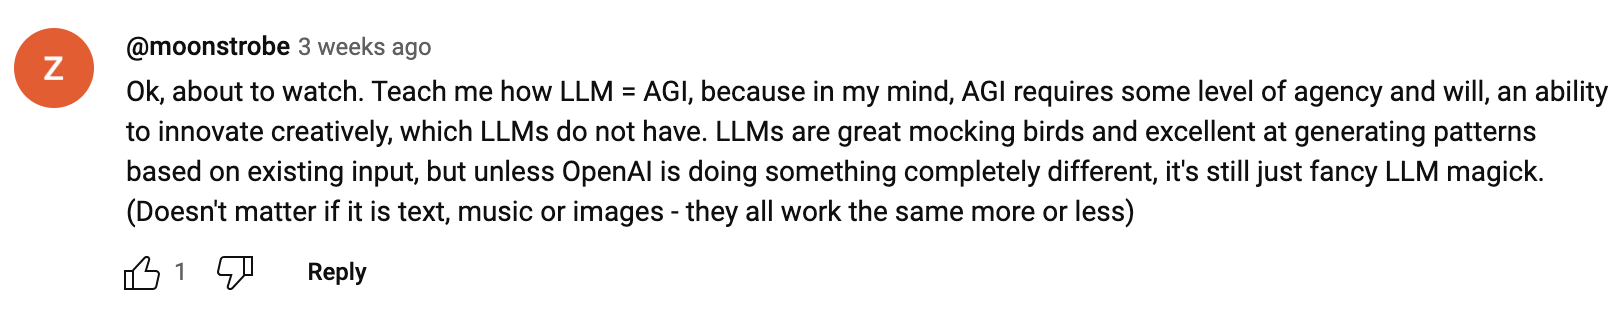 Z
@moonstrobe 3 weeks ago
Ok, about to watch. Teach me how LLM = AGI, because in my mind, AGI requires some level of agency and will, an ability
to innovate creatively, which LLMs do not have. LLMs are great mocking birds and excellent at generating patterns
based on existing input, but unless OpenAI is doing something completely different, it's still just fancy LLM magick.
(Doesn't matter if it is text, music or images - they all work the same more or less)
1 Reply